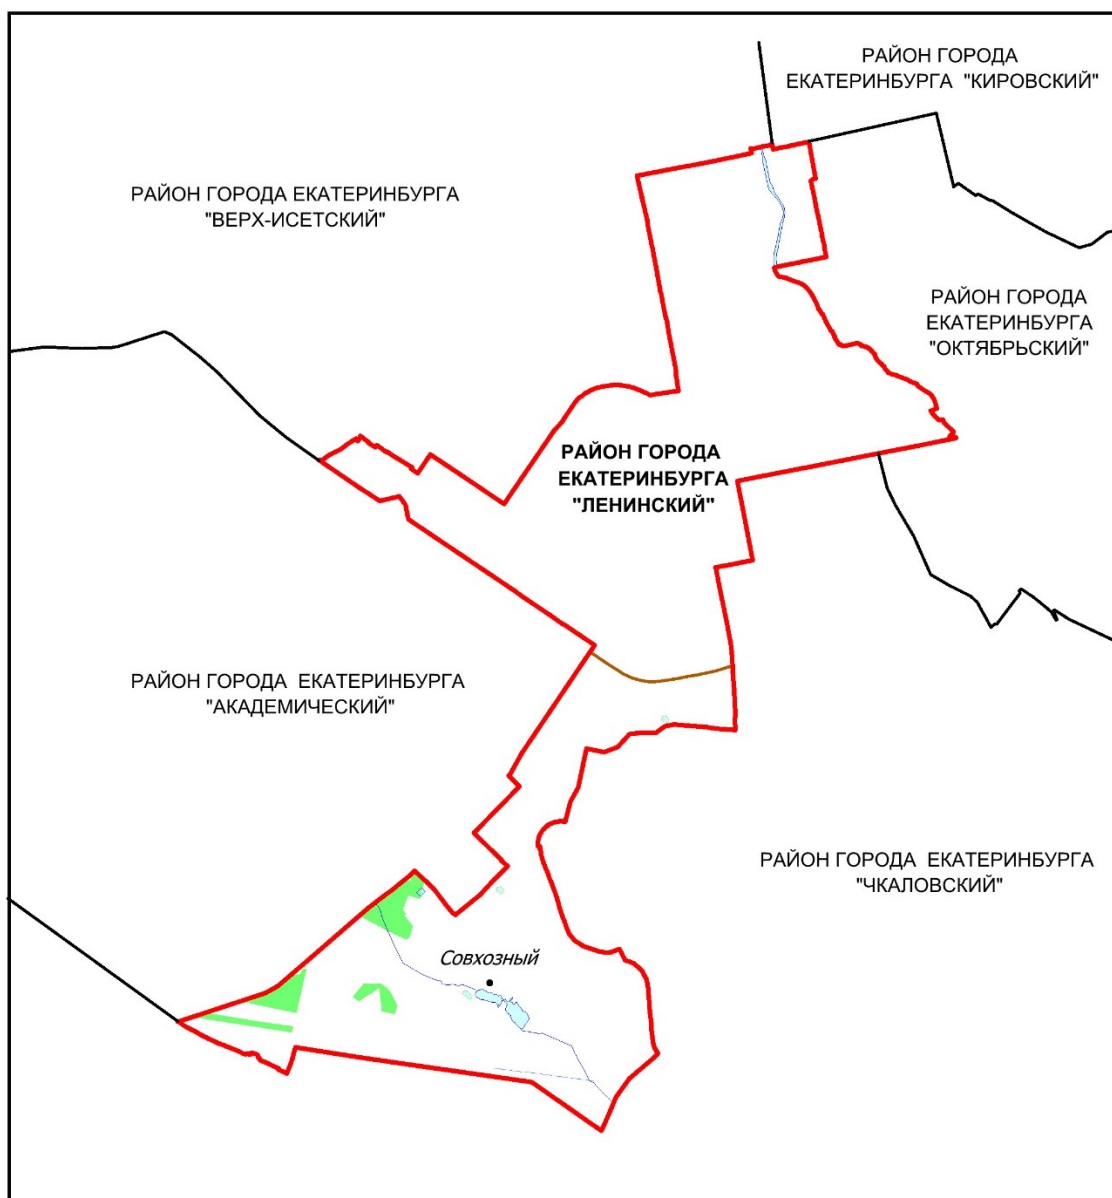 РАЙОН ГОРОДА
ЕКАТЕРИНБУРГА "КИРОВСКИЙ"
РАЙОН ГОРОДА ЕКАТЕРИНБУРГА
"ВЕРХ-ИСЕТСКИЙ"
РАЙОН ГОРОДА
ЕКАТЕРИНБУРГА
"ОКТЯБРЬСКИЙ"
РАЙОН ГОРОДА
ЕКАТЕРИНБУРГА
"ЛЕНИНСКИЙ"
РАЙОН ГОРОДА ЕКАТЕРИНБУРГА
"АКАДЕМИЧЕСКИЙ"
РАЙОН ГОРОДА ЕКАТЕРИНБУРГА
"ЧКАЛОВСКИЙ"
Совхозный